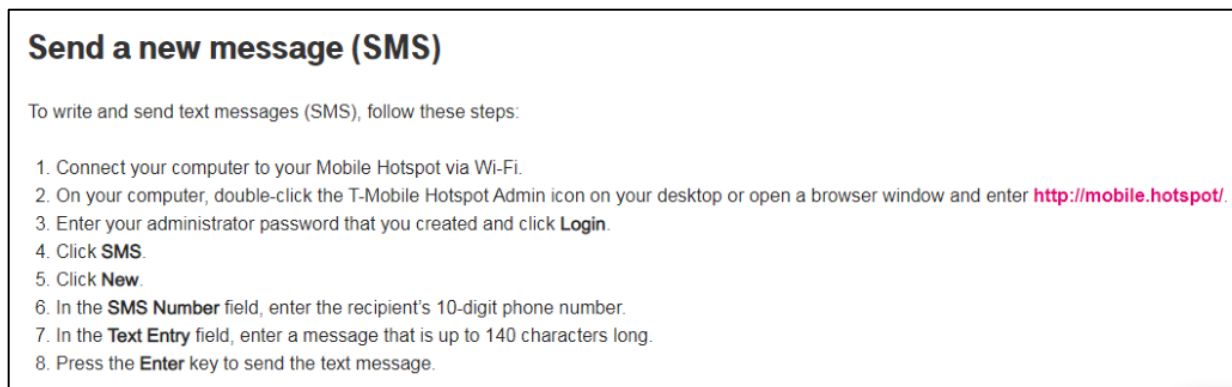 Send a new message (SMS)
To write and send text messages (SMS), follow these steps:
1. Connect your computer to your Mobile Hotspot via Wi-Fi.
2. On your computer, double-click the T-Mobile Hotspot Admin icon on your desktop or open a browser window and enter http://mobile.hotspot/.
3. Enter your administrator password that you created and click Login.
4. Click SMS.
5. Click New.
6. In the SMS Number field, enter the recipient's 10-digit phone number.
7. In the Text Entry field, enter a message that is up to 140 characters long.
8. Press the Enter key to send the text message.